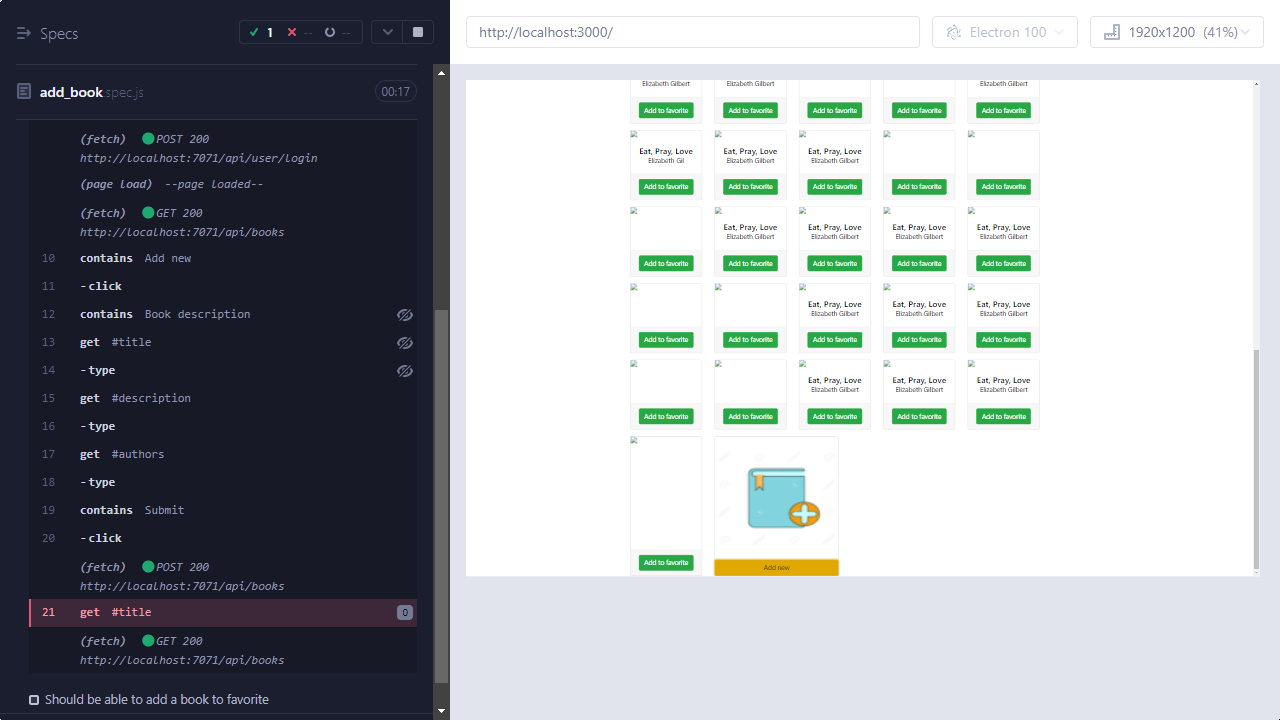 Specs
1
--
--
add_book.spec.js
00:17
(fetch) POST 200
http://localhost:7071/api/user/login
(page load) --page loaded--
(fetch) GET 200
http://localhost:7071/api/books
10 contains Add new
11 -click
12 contains Book description
13 get #title
14 -type
15 get #description
16 -type
17 get #authors
18 -type
19 contains Submit
20 -click
(fetch) POST 200
http://localhost:7071/api/books
21 get #title 0
(fetch) GET 200
http://localhost:7071/api/books
Should be able to add a book to favorite
http://localhost:3000/
Electron 100
1920x1200 (41%)
Elizabeth Gilbert Elizabeth Gilbert
Add to favorite Add to favorite Add to favorite Add to favorite Add to favorite
Eat, Pray, Love Eat, Pray, Love Eat, Pray, Love
Elizabeth Gil Elizabeth Gilbert Elizabeth Gilbert
Add to favorite Add to favorite Add to favorite Add to favorite Add to favorite
Eat, Pray, Love Eat, Pray, Love Eat, Pray, Love Eat, Pray, Love
Elizabeth Gilbert Elizabeth Gilbert Elizabeth Gilbert Elizabeth Gilbert
Add to favorite Add to favorite Add to favorite Add to favorite Add to favorite
Eat, Pray, Love Eat, Pray, Love Eat, Pray, Love
Elizabeth Gilbert Elizabeth Gilbert Elizabeth Gilbert
Add to favorite Add to favorite Add to favorite Add to favorite Add to favorite
Eat, Pray, Love Eat, Pray, Love Eat, Pray, Love
Elizabeth Gilbert Elizabeth Gilbert Elizabeth Gilbert
Add to favorite Add to favorite Add to favorite Add to favorite Add to favorite
Add to favorite
Add new